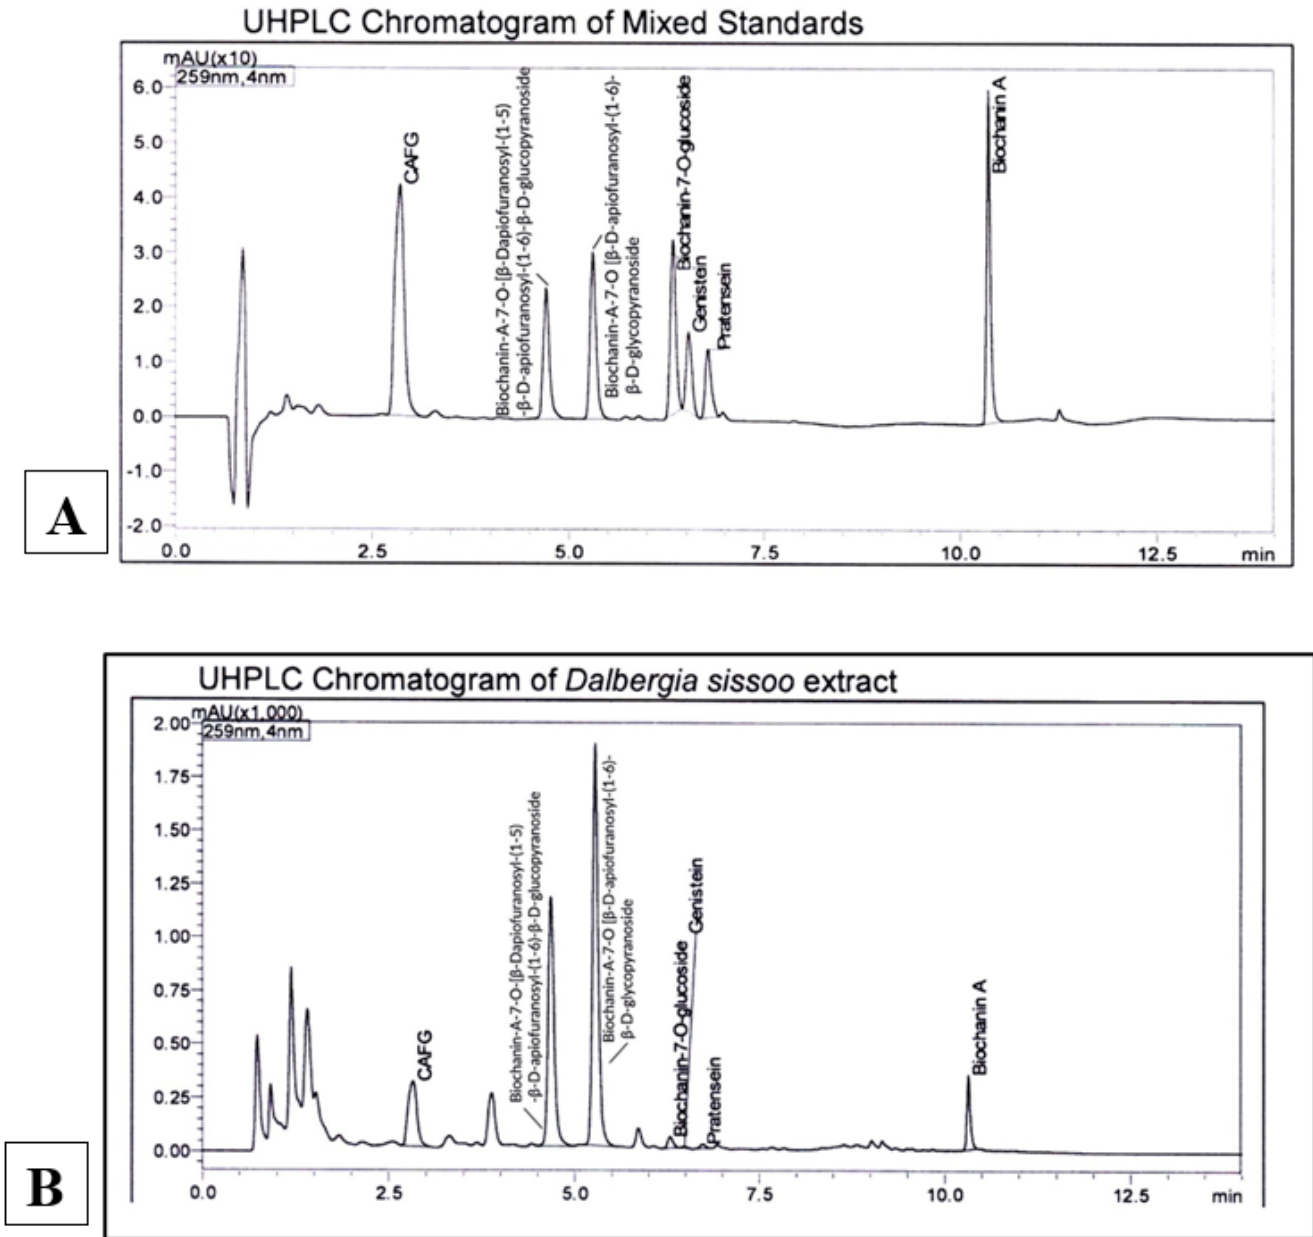 UHPLC Chromatogram of Mixed Standards
mAU(x10)
259nm,4nm
6.0
5.0
4.0
3.0
2.0
1.0
0.0
-1.0
-2.0
CAFG
Biochanin-A-7-O-[β-Dapiofuranosyl-(1-5)
-β-D-apiofuranosyl-(1-6)-β-D-glucopyranoside
Biochanin-A-7-O [β-D-apiofuranosyl-(1-6)-
β-D-glycopyranoside
Biochanin-7-O-glucoside
Genistein
Pratensein
Biochanin A
0.0 2.5 5.0 7.5 10.0 12.5 min
A
UHPLC Chromatogram of Dalbergia sissoo extract
mAU(x1,000)
259nm,4nm
2.00
1.75
1.50
1.25
1.00
0.75
0.50
0.25
0.00
CAFG
Biochanin-A-7-O-[β-Dapiofuranosyl-(1-5)
-β-D-apiofuranosyl-(1-6)-β-D-glucopyranoside
Biochanin-A-7-O [β-D-apiofuranosyl-(1-6)-
β-D-glycopyranoside
Biochanin-7-O-glucoside
Genistein
Pratensein
Biochanin A
0.0 2.5 5.0 7.5 10.0 12.5 min
B